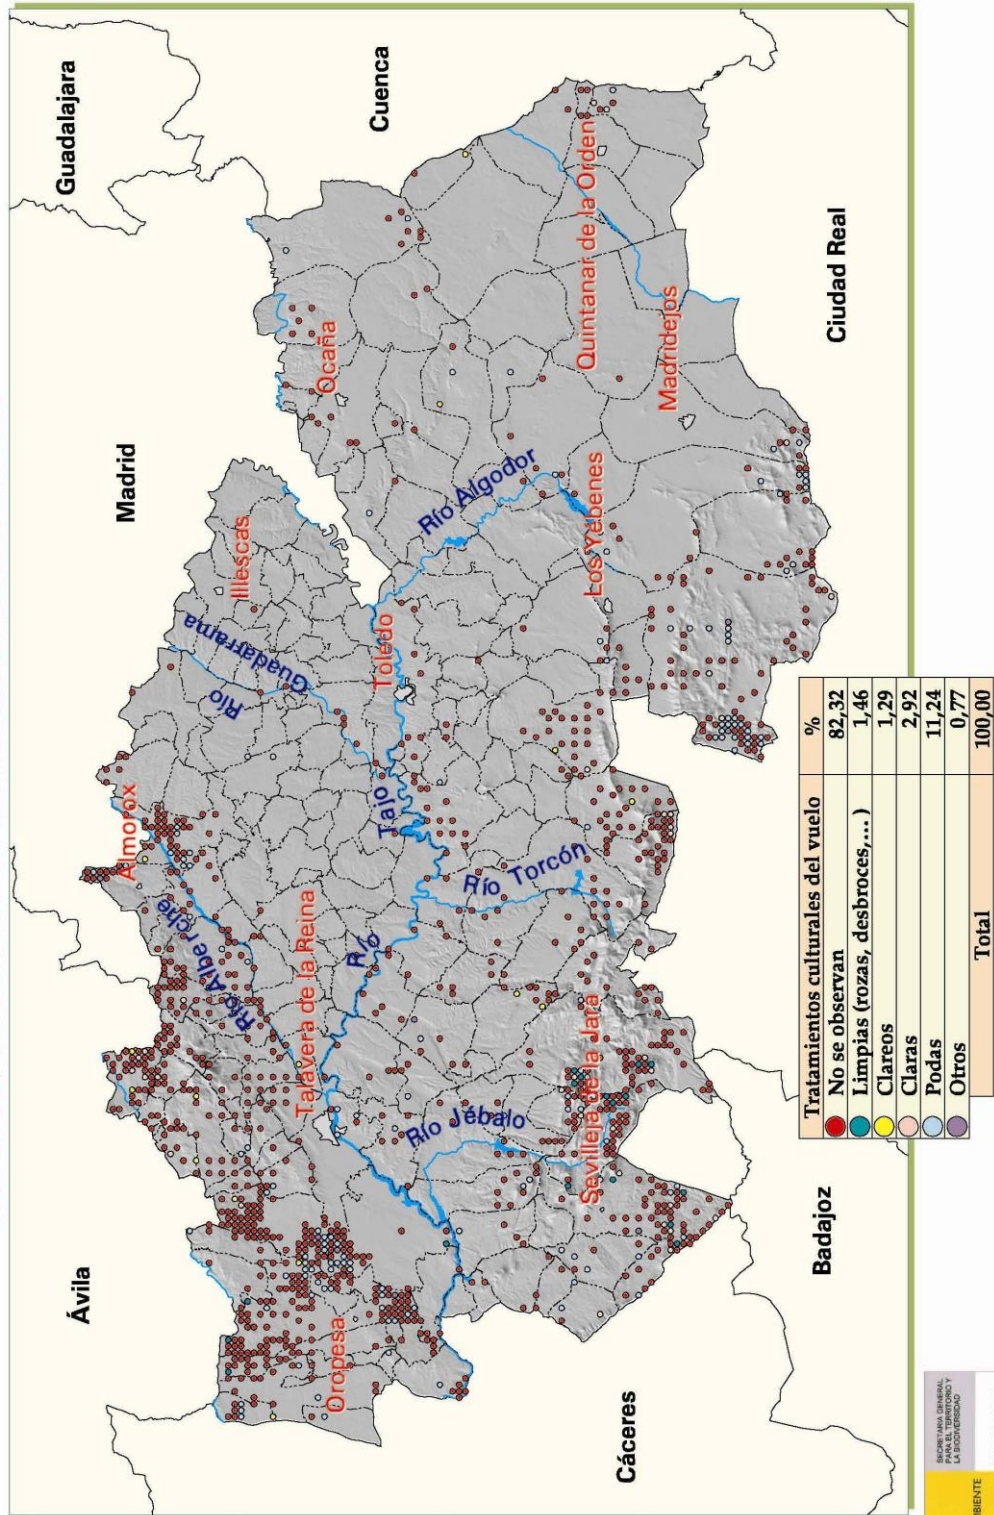 Guadalajara
Cuenca
Madrid
Ciudad Real
Ávila
Badajoz
Cáceres
Ocaña
Quintanar de la Orden
Madridejos
Illescas
Toledo
Los Yébenes
Almorox
Talavera de la Reina
Sevilleja de la Jara
Oropesa
Río Algodor
Río Guadarrama
Río Tajo
Río Torcón
Río Alberche
Río Jébalo
Tratamientos culturales del vuelo %
No se observan 82,32
Limpias (rozas, desbroces,... ) 1,46
Clareos 1,29
Claras 2,92
Podas 11,24
Otros 0,77
Total 100,00
SECRETARÍA GENERAL
PARA EL TERRITORIO Y
LA BIODIVERSIDAD
BIENTE